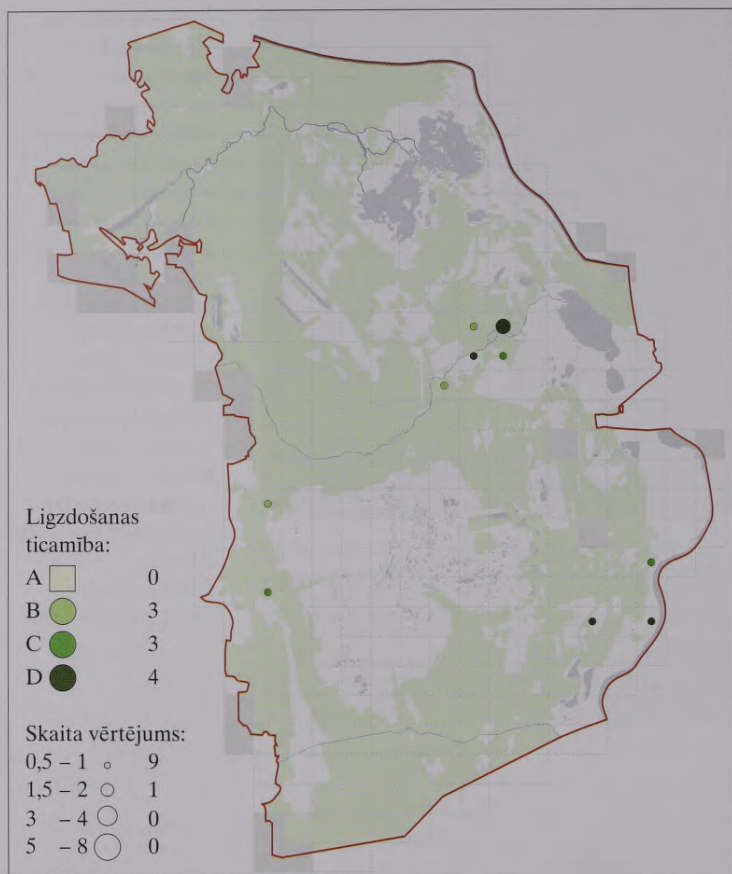 Ligzdošanas
ticamība:
A 0
B 3
C 3
D 4
Skaita vērtējums:
0,5 – 1 9
1,5 – 2 1
3 – 4 0
5 – 8 0